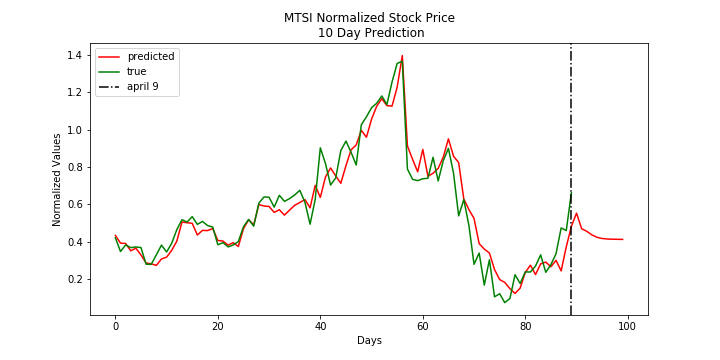 MTSI Normalized Stock Price
10 Day Prediction
predicted
true
april 9
Normalized Values
1.4
1.2
1.0
0.8
0.6
0.4
0.2
0
20
40
60
80
100
Days